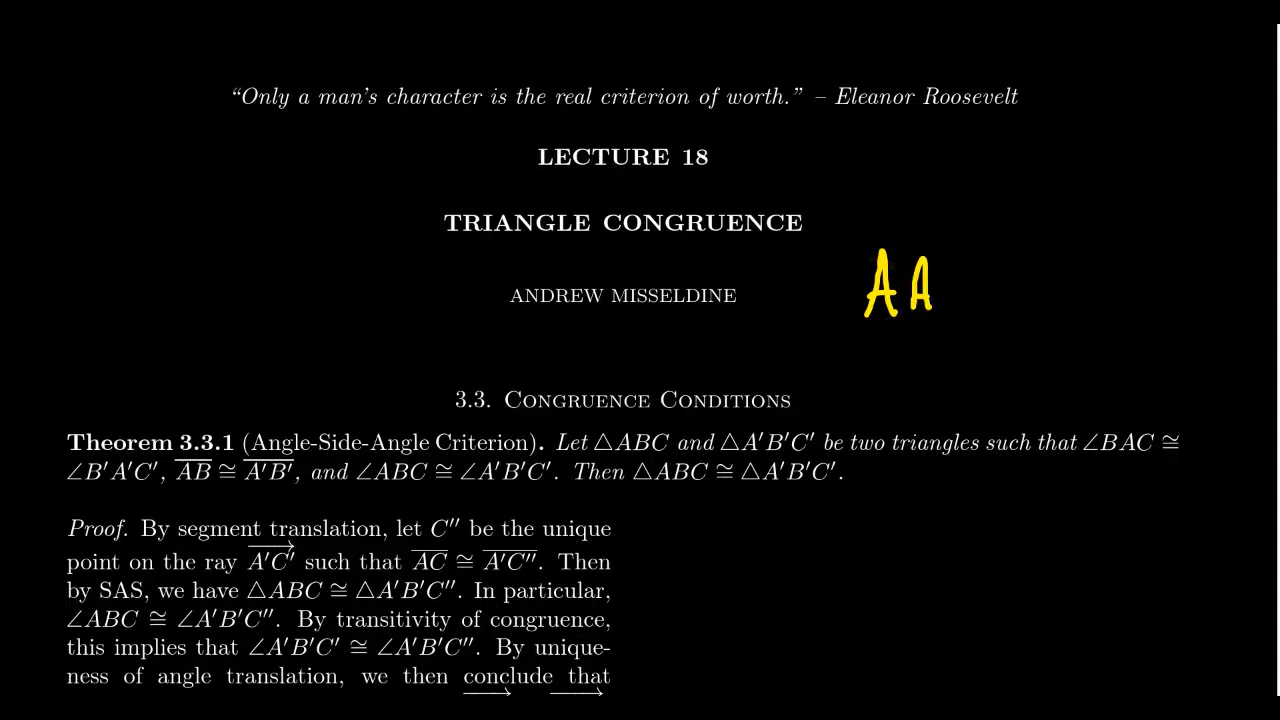 “Only a man’s character is the real criterion of worth.” – Eleanor Roosevelt
LECTURE 18
TRIANGLE CONGRUENCE
AA
ANDREW MISSELDINE
3.3. Congruence Conditions
Theorem 3.3.1 (Angle-Side-Angle Criterion). Let △ABC and △A′B′C′ be two triangles such that ∠BAC ≅
∠B′A′C′, A̅B̅ ≅ A̅′B̅′, and ∠ABC ≅ ∠A′B′C′. Then △ABC ≅ △A′B′C′.
Proof. By segment translation, let C″ be the unique
point on the ray A′C′→ such that A̅C̅ ≅ A̅′C̅″. Then
by SAS, we have △ABC ≅ △A′B′C″. In particular,
∠ABC ≅ ∠A′B′C″. By transitivity of congruence,
this implies that ∠A′B′C′ ≅ ∠A′B′C″. By unique-
ness of angle translation, we then conclude that